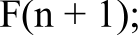 F(n + 1);